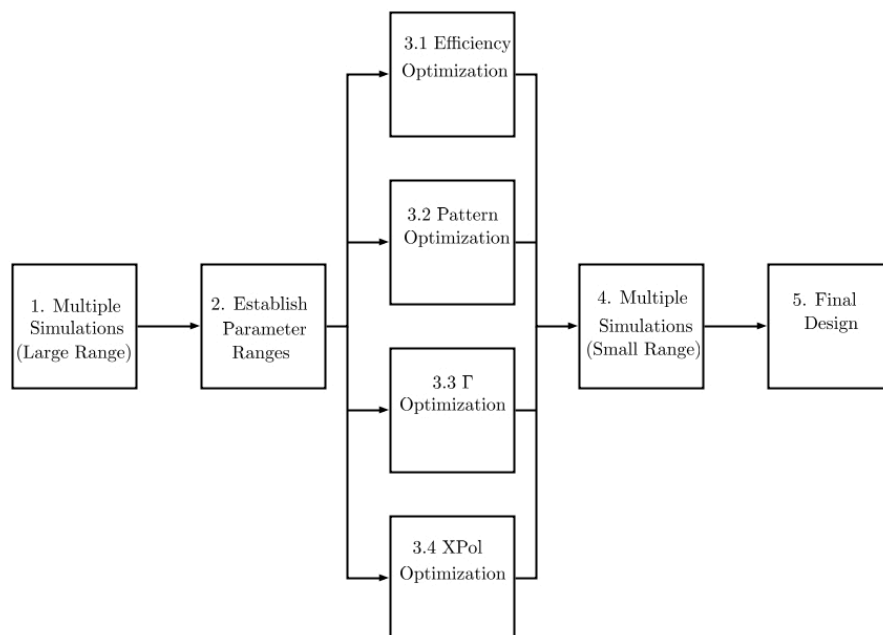 1. Multiple
Simulations
(Large Range)
2. Establish
Parameter
Ranges
3.1 Efficiency
Optimization
3.2 Pattern
Optimization
3.3 Γ
Optimization
3.4 XPol
Optimization
4. Multiple
Simulations
(Small Range)
5. Final
Design